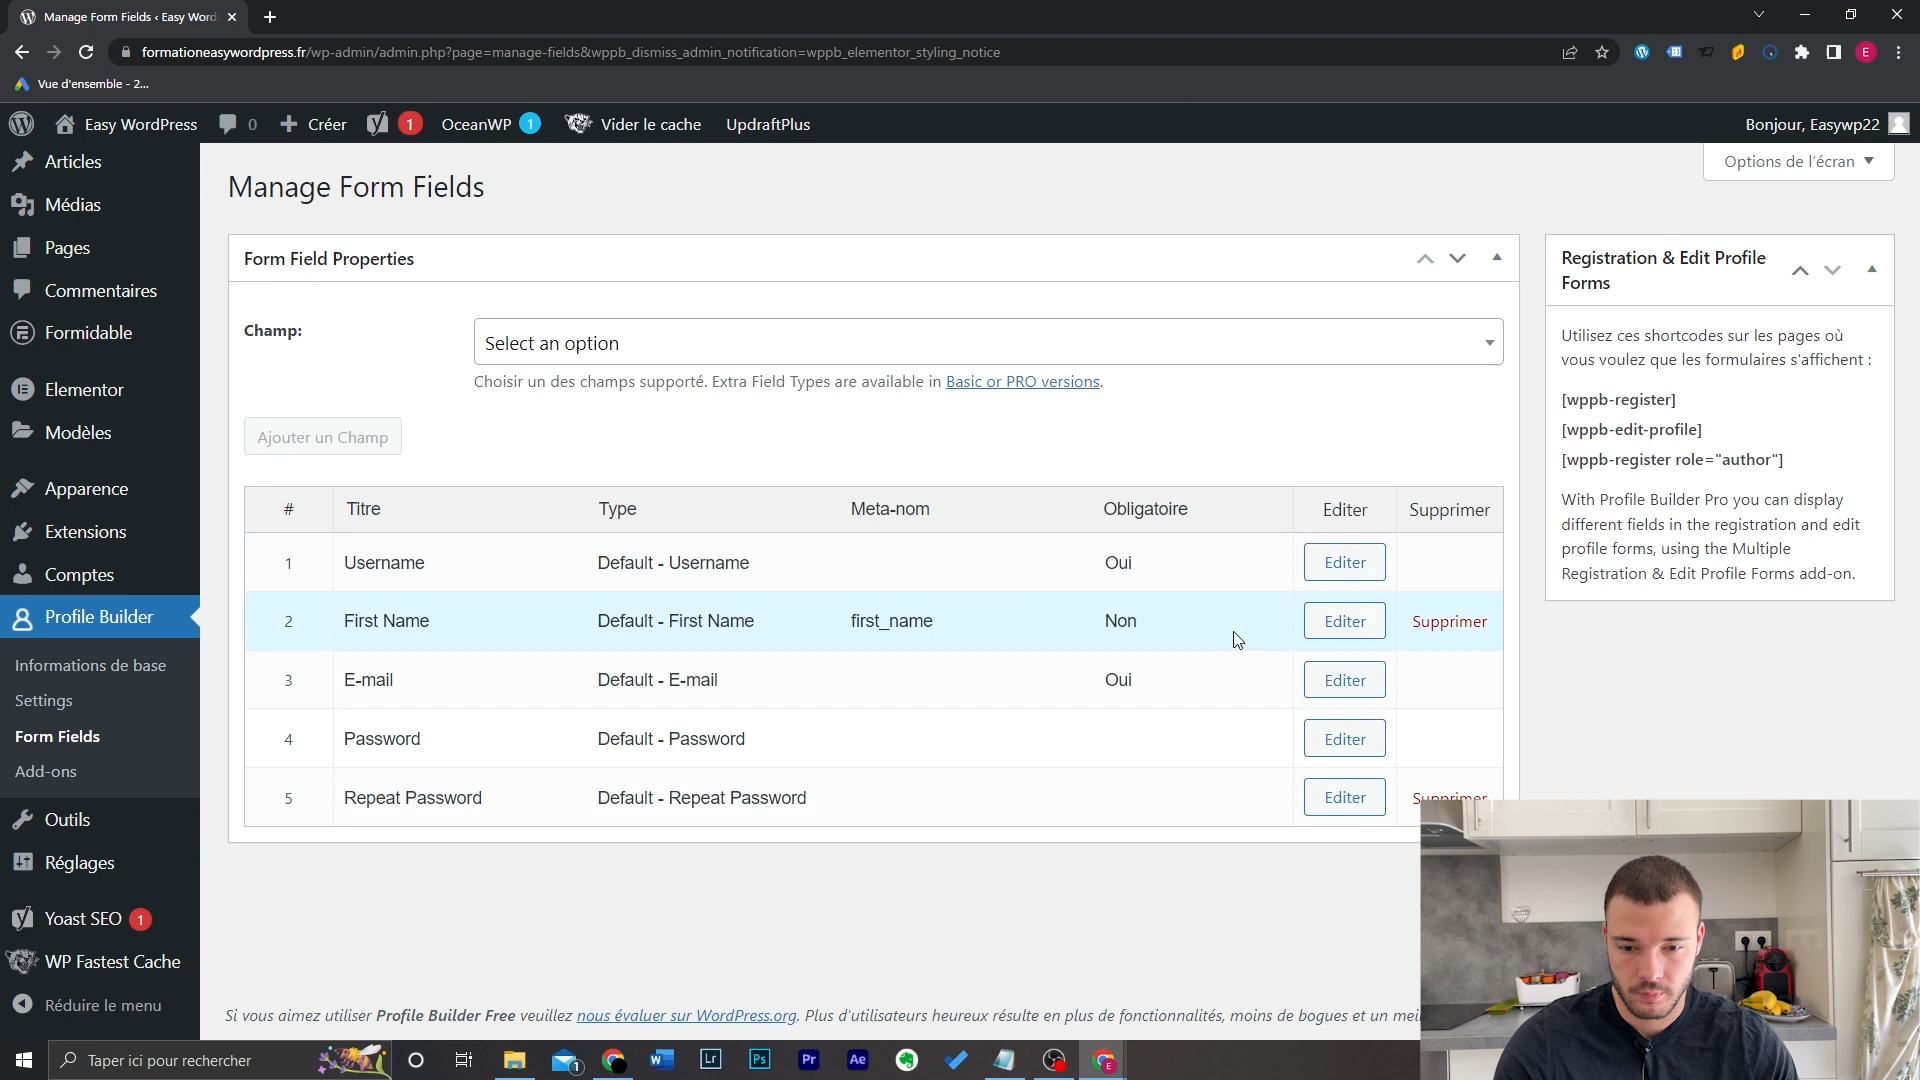 Manage Form Fields ‹ Easy Word
formationeasywordpress.fr/wp-admin/admin.php?page=manage-fields&wppb_dismiss_admin_notification=wppb_elementor_styling_notice
E
Vue d'ensemble - 2...
Easy WordPress
0
Créer
1
OceanWP 1
Vider le cache
UpdraftPlus
Bonjour, Easywp22
Articles
Médias
Pages
Commentaires
Formidable
Elementor
Modèles
Apparence
Extensions
Comptes
Profile Builder
Informations de base
Settings
Form Fields
Add-ons
Outils
Réglages
Yoast SEO 1
WP Fastest Cache
Réduire le menu
Options de l'écran
Manage Form Fields
Form Field Properties
Champ:
Select an option
Choisir un des champs supporté. Extra Field Types are available in Basic or PRO versions.
Ajouter un Champ
# Titre Type Meta-nom Obligatoire Editer Supprimer
1 Username Default - Username Oui Editer
2 First Name Default - First Name first_name Non Editer Supprimer
3 E-mail Default - E-mail Oui Editer
4 Password Default - Password Editer
5 Repeat Password Default - Repeat Password Editer Supprimer
Registration & Edit Profile
Forms
Utilisez ces shortcodes sur les pages où
vous voulez que les formulaires s'affichent :
[wppb-register]
[wppb-edit-profile]
[wppb-register role="author"]
With Profile Builder Pro you can display
different fields in the registration and edit
profile forms, using the Multiple
Registration & Edit Profile Forms add-on.
Si vous aimez utiliser Profile Builder Free veuillez nous évaluer sur WordPress.org. Plus d'utilisateurs heureux résulte en plus de fonctionnalités, moins de bogues et un
Taper ici pour rechercher
1
W
Lr
Ps
Pr
Ae
E